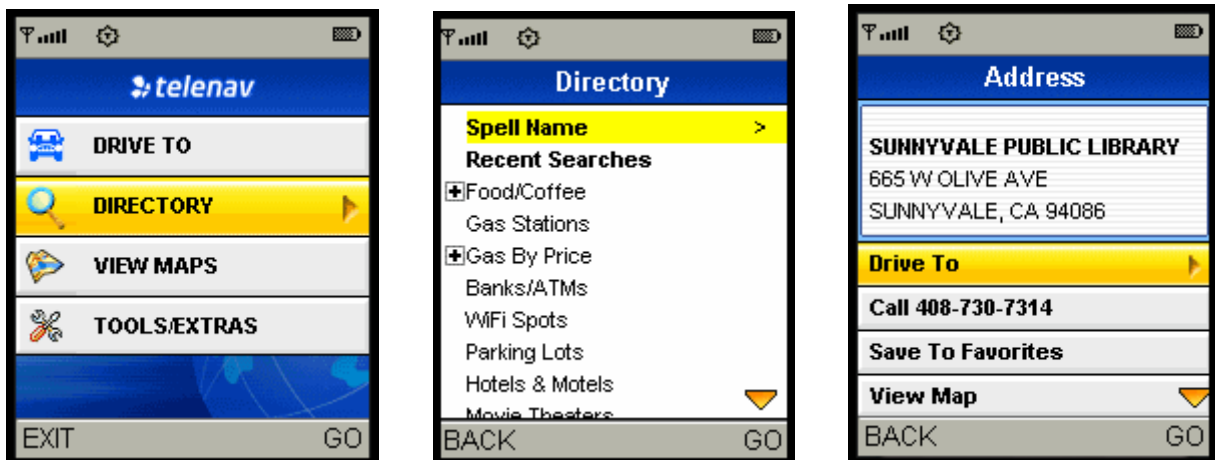 telenav
DRIVE TO
DIRECTORY
VIEW MAPS
TOOLS/EXTRAS
EXIT GO
Directory
Spell Name >
Recent Searches
Food/Coffee
Gas Stations
Gas By Price
Banks/ATMs
WiFi Spots
Parking Lots
Hotels & Motels
Movie Theaters
BACK GO
Address
SUNNYVALE PUBLIC LIBRARY
665 W OLIVE AVE
SUNNYVALE, CA 94086
Drive To
Call 408-730-7314
Save To Favorites
View Map
BACK GO